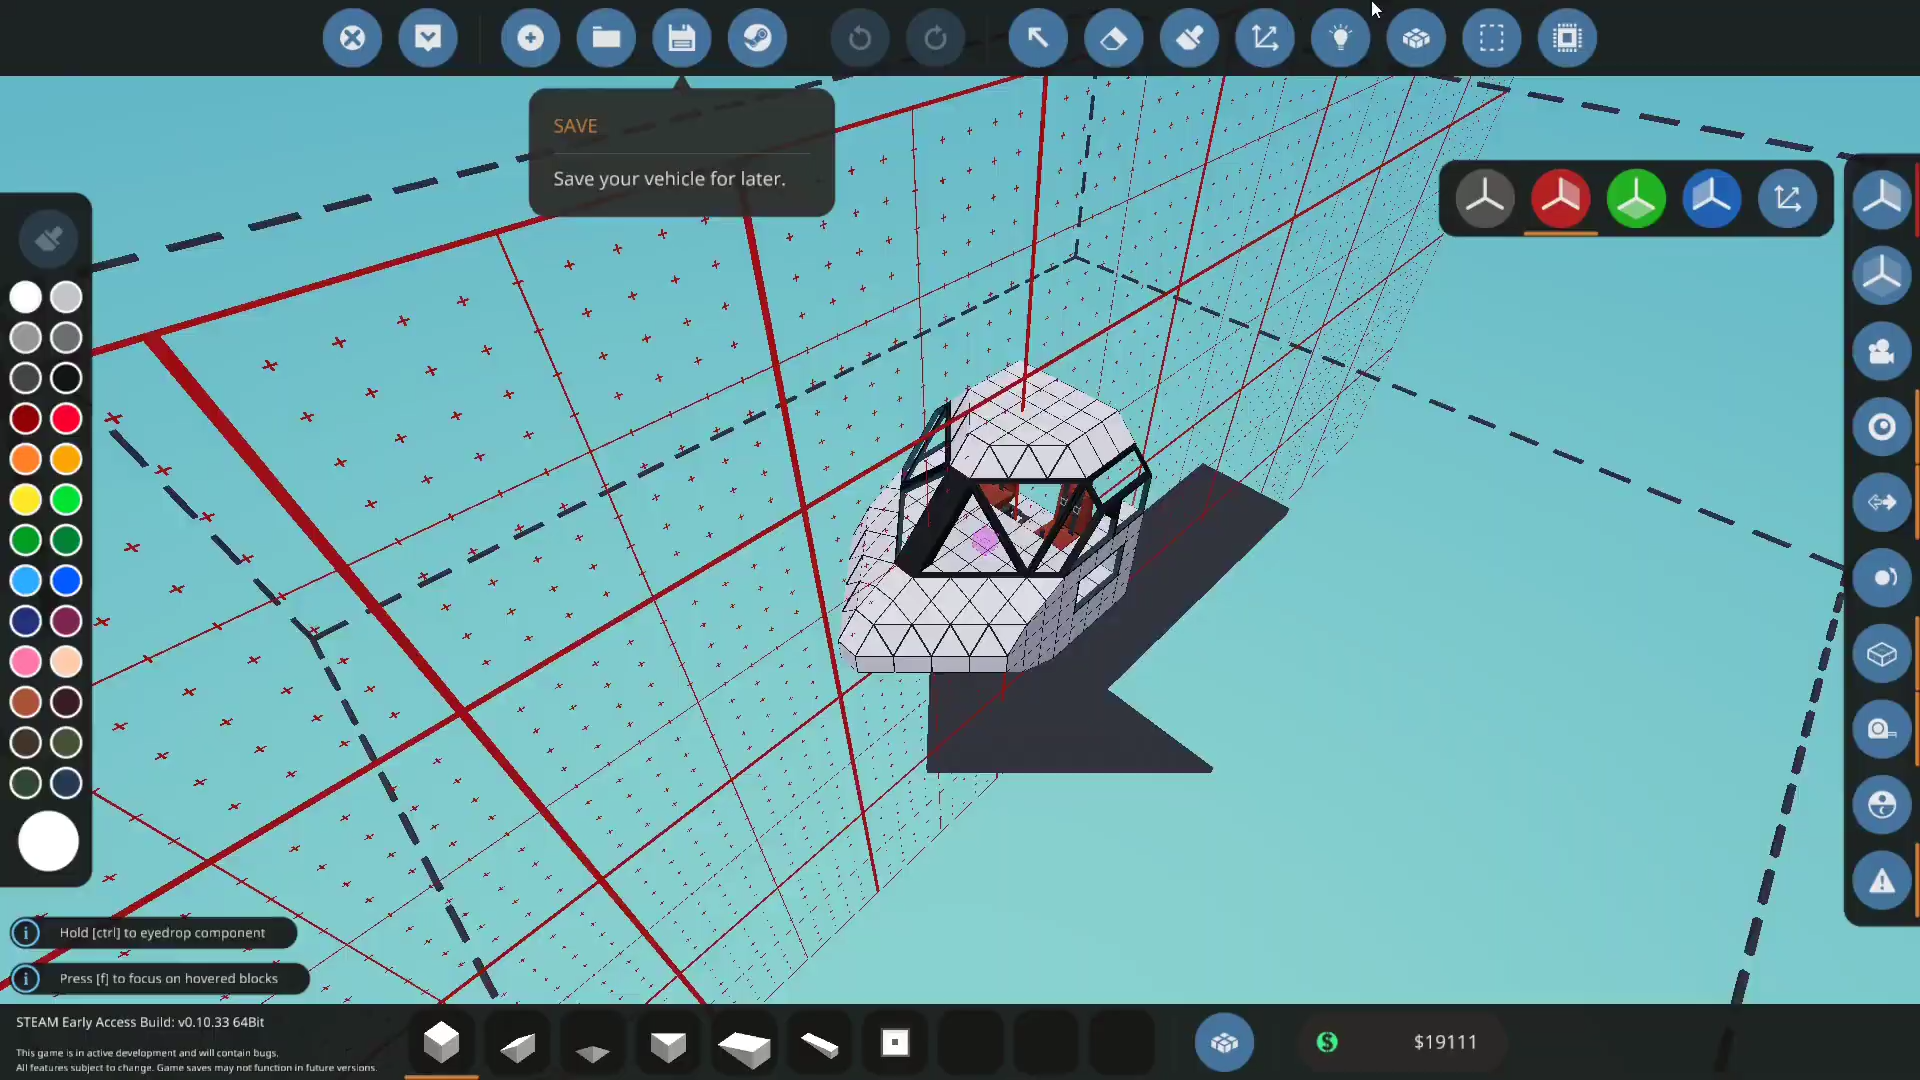 SAVE
Save your vehicle for later.
Hold [ctrl] to eyedrop component
Press [f] to focus on hovered blocks
STEAM Early Access Build: v0.10.33 64Bit
This game is in active development and will contain bugs.
All features subject to change. Game saves may not function in future versions.
$19111